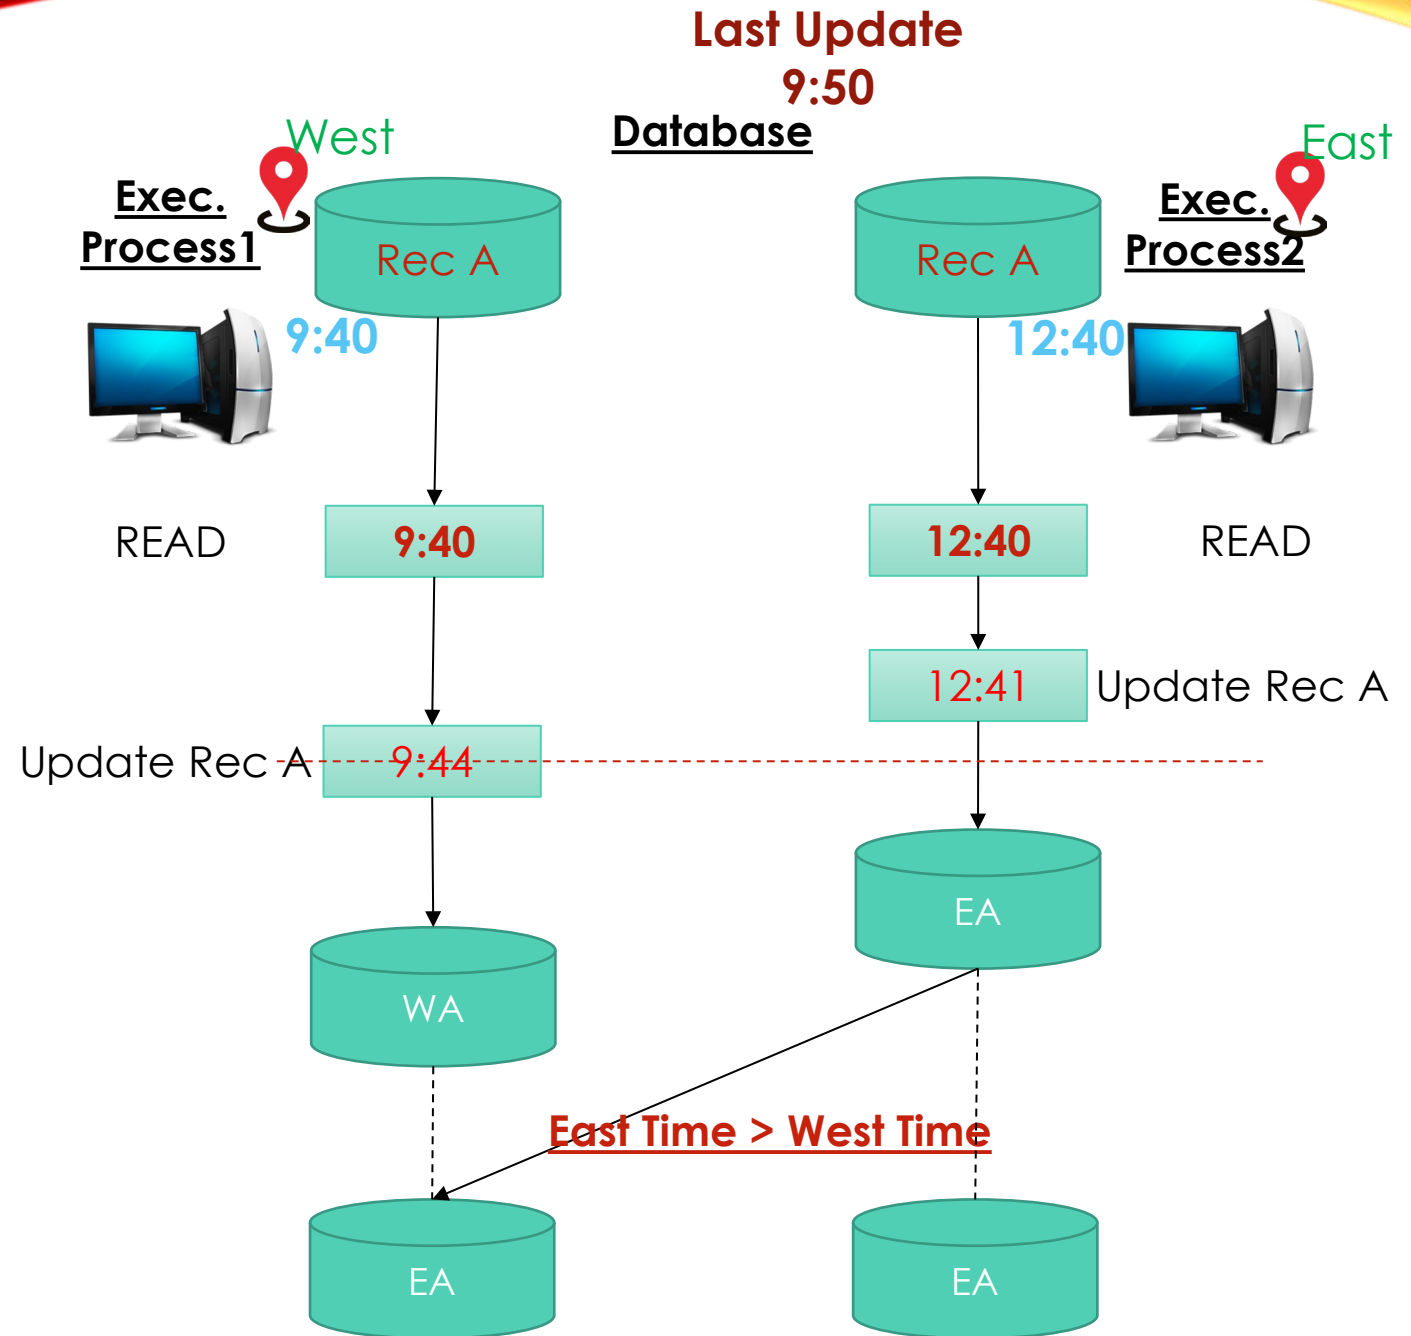 Last Update
9:50
Database
West
East
Exec.
Process1
Rec A
Rec A
Exec.
Process2
9:40
12:40
READ
9:40
12:40
READ
12:41
Update Rec A
Update Rec A
9:44
EA
WA
East Time > West Time
EA
EA